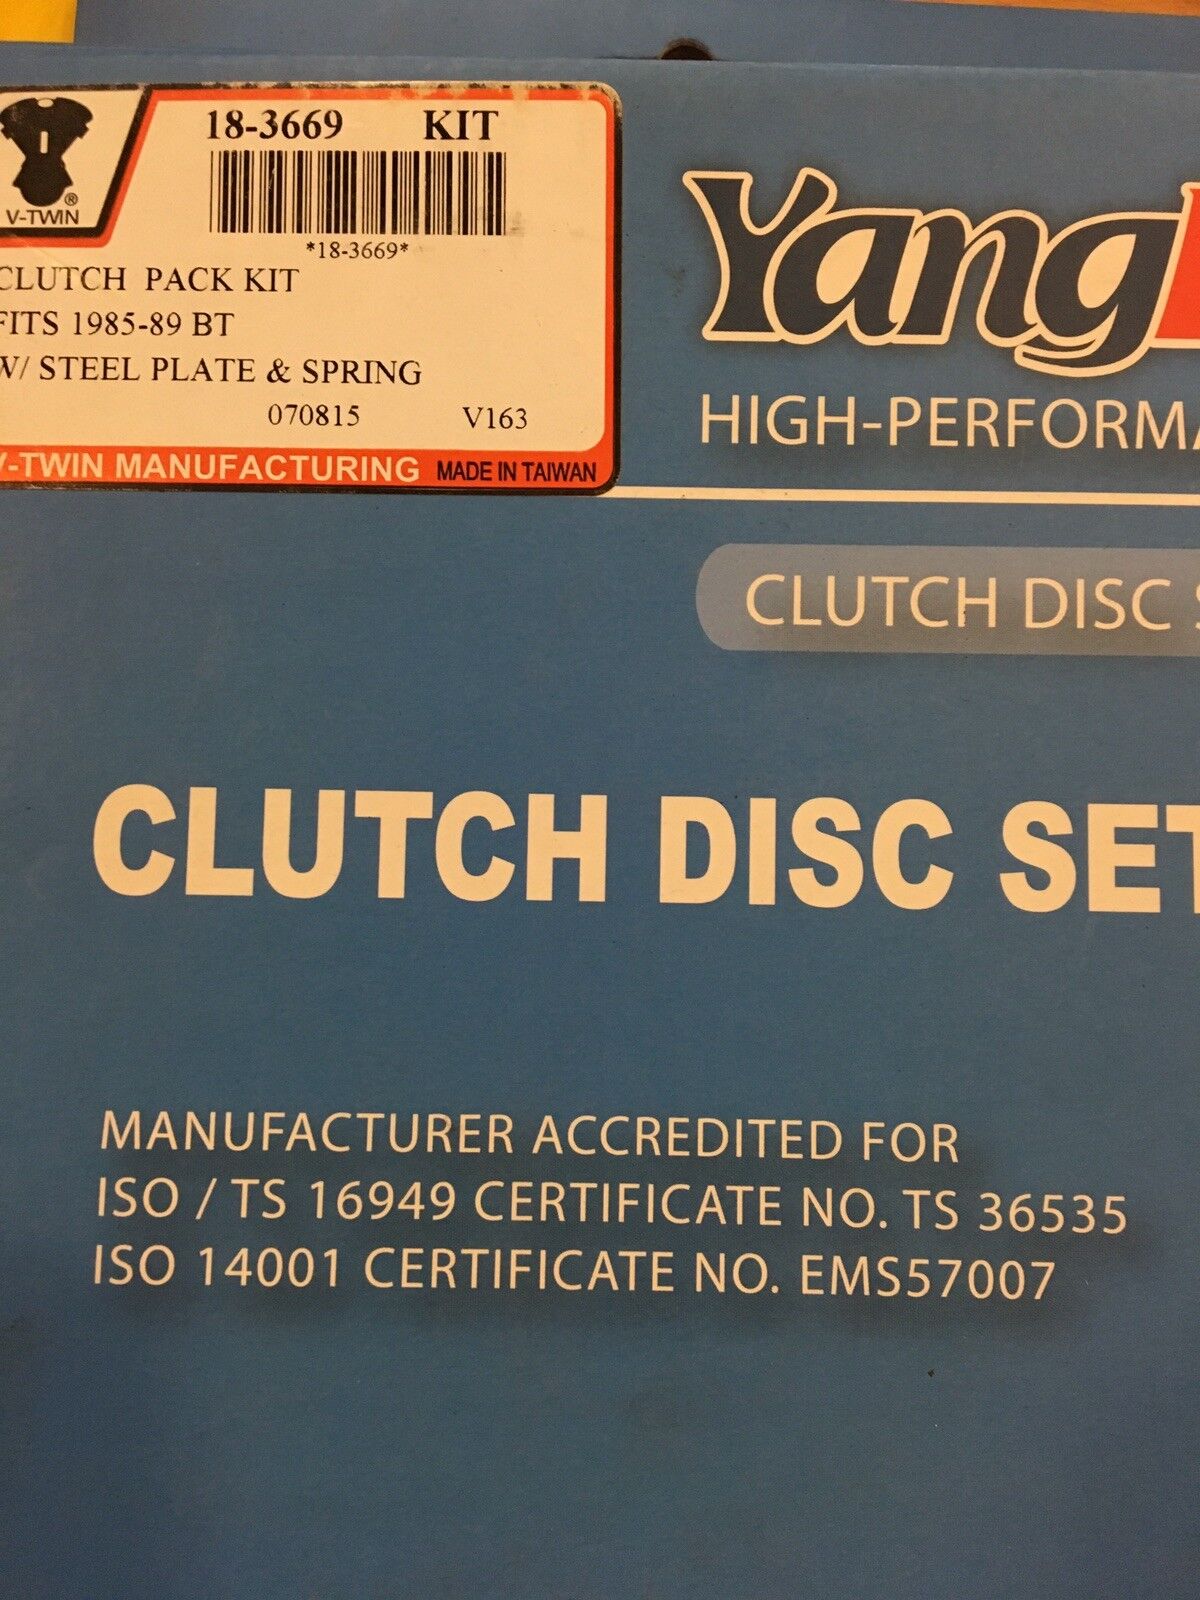 18-3669 KIT
V-TWIN®
*18-3669*
CLUTCH PACK KIT
FITS 1985-89 BT
W/ STEEL PLATE & SPRING
070815 V163
V-TWIN MANUFACTURING MADE IN TAIWAN
Yang
HIGH-PERFORMA
CLUTCH DISC S
CLUTCH DISC SET
MANUFACTURER ACCREDITED FOR
ISO / TS 16949 CERTIFICATE NO. TS 36535
ISO 14001 CERTIFICATE NO. EMS57007